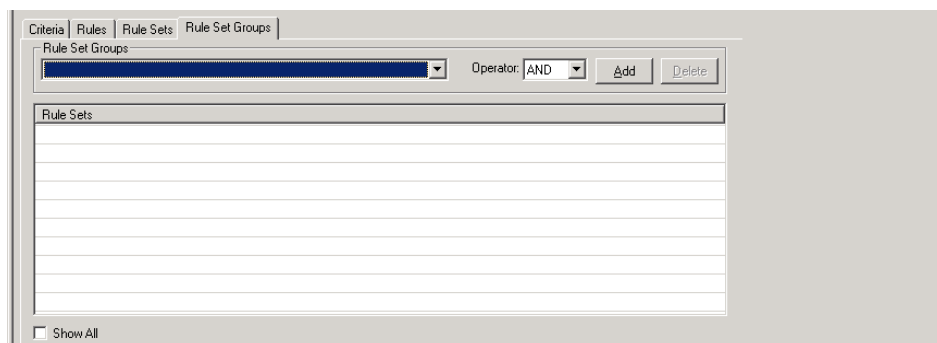 Criteria Rules Rule Sets Rule Set Groups
Rule Set Groups
Operator: AND Add Delete
Rule Sets
Show All